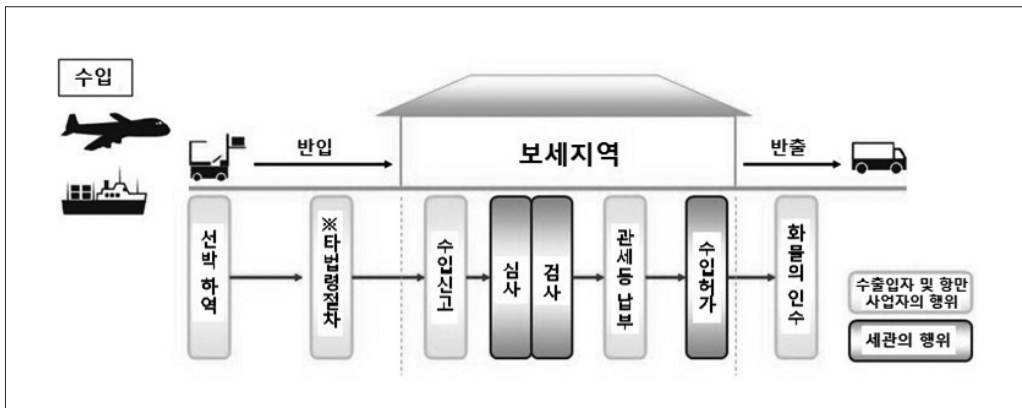 수입
반입
보세지역
반출
선박 하역
※타법령절차
수입신고
심사
검사
관세등 납부
수입허가
화물의 인수
수출입자 및 항만
사업자의 행위
세관의 행위